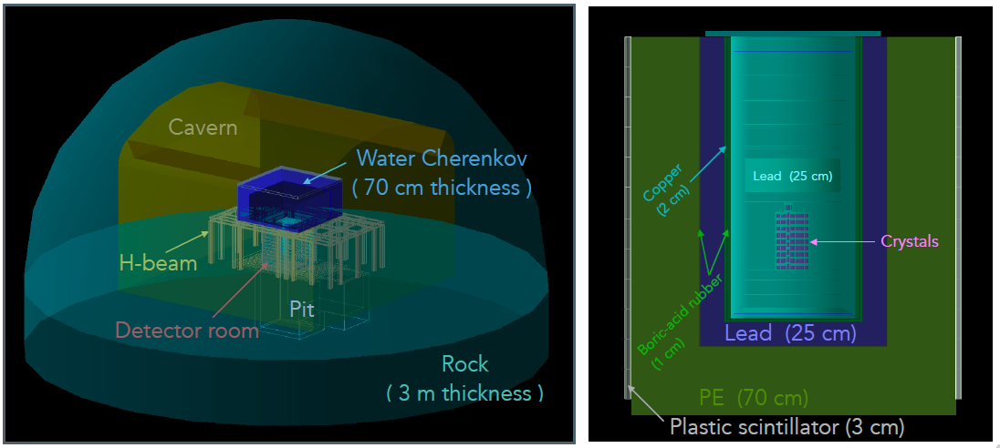 Cavern
Water Cherenkov
( 70 cm thickness )
H-beam
Pit
Detector room
Rock
( 3 m thickness )
Copper
(2 cm)
Lead (25 cm)
Crystals
Boric-acid rubber
(1 cm)
Lead (25 cm)
PE (70 cm)
Plastic scintillator (3 cm)